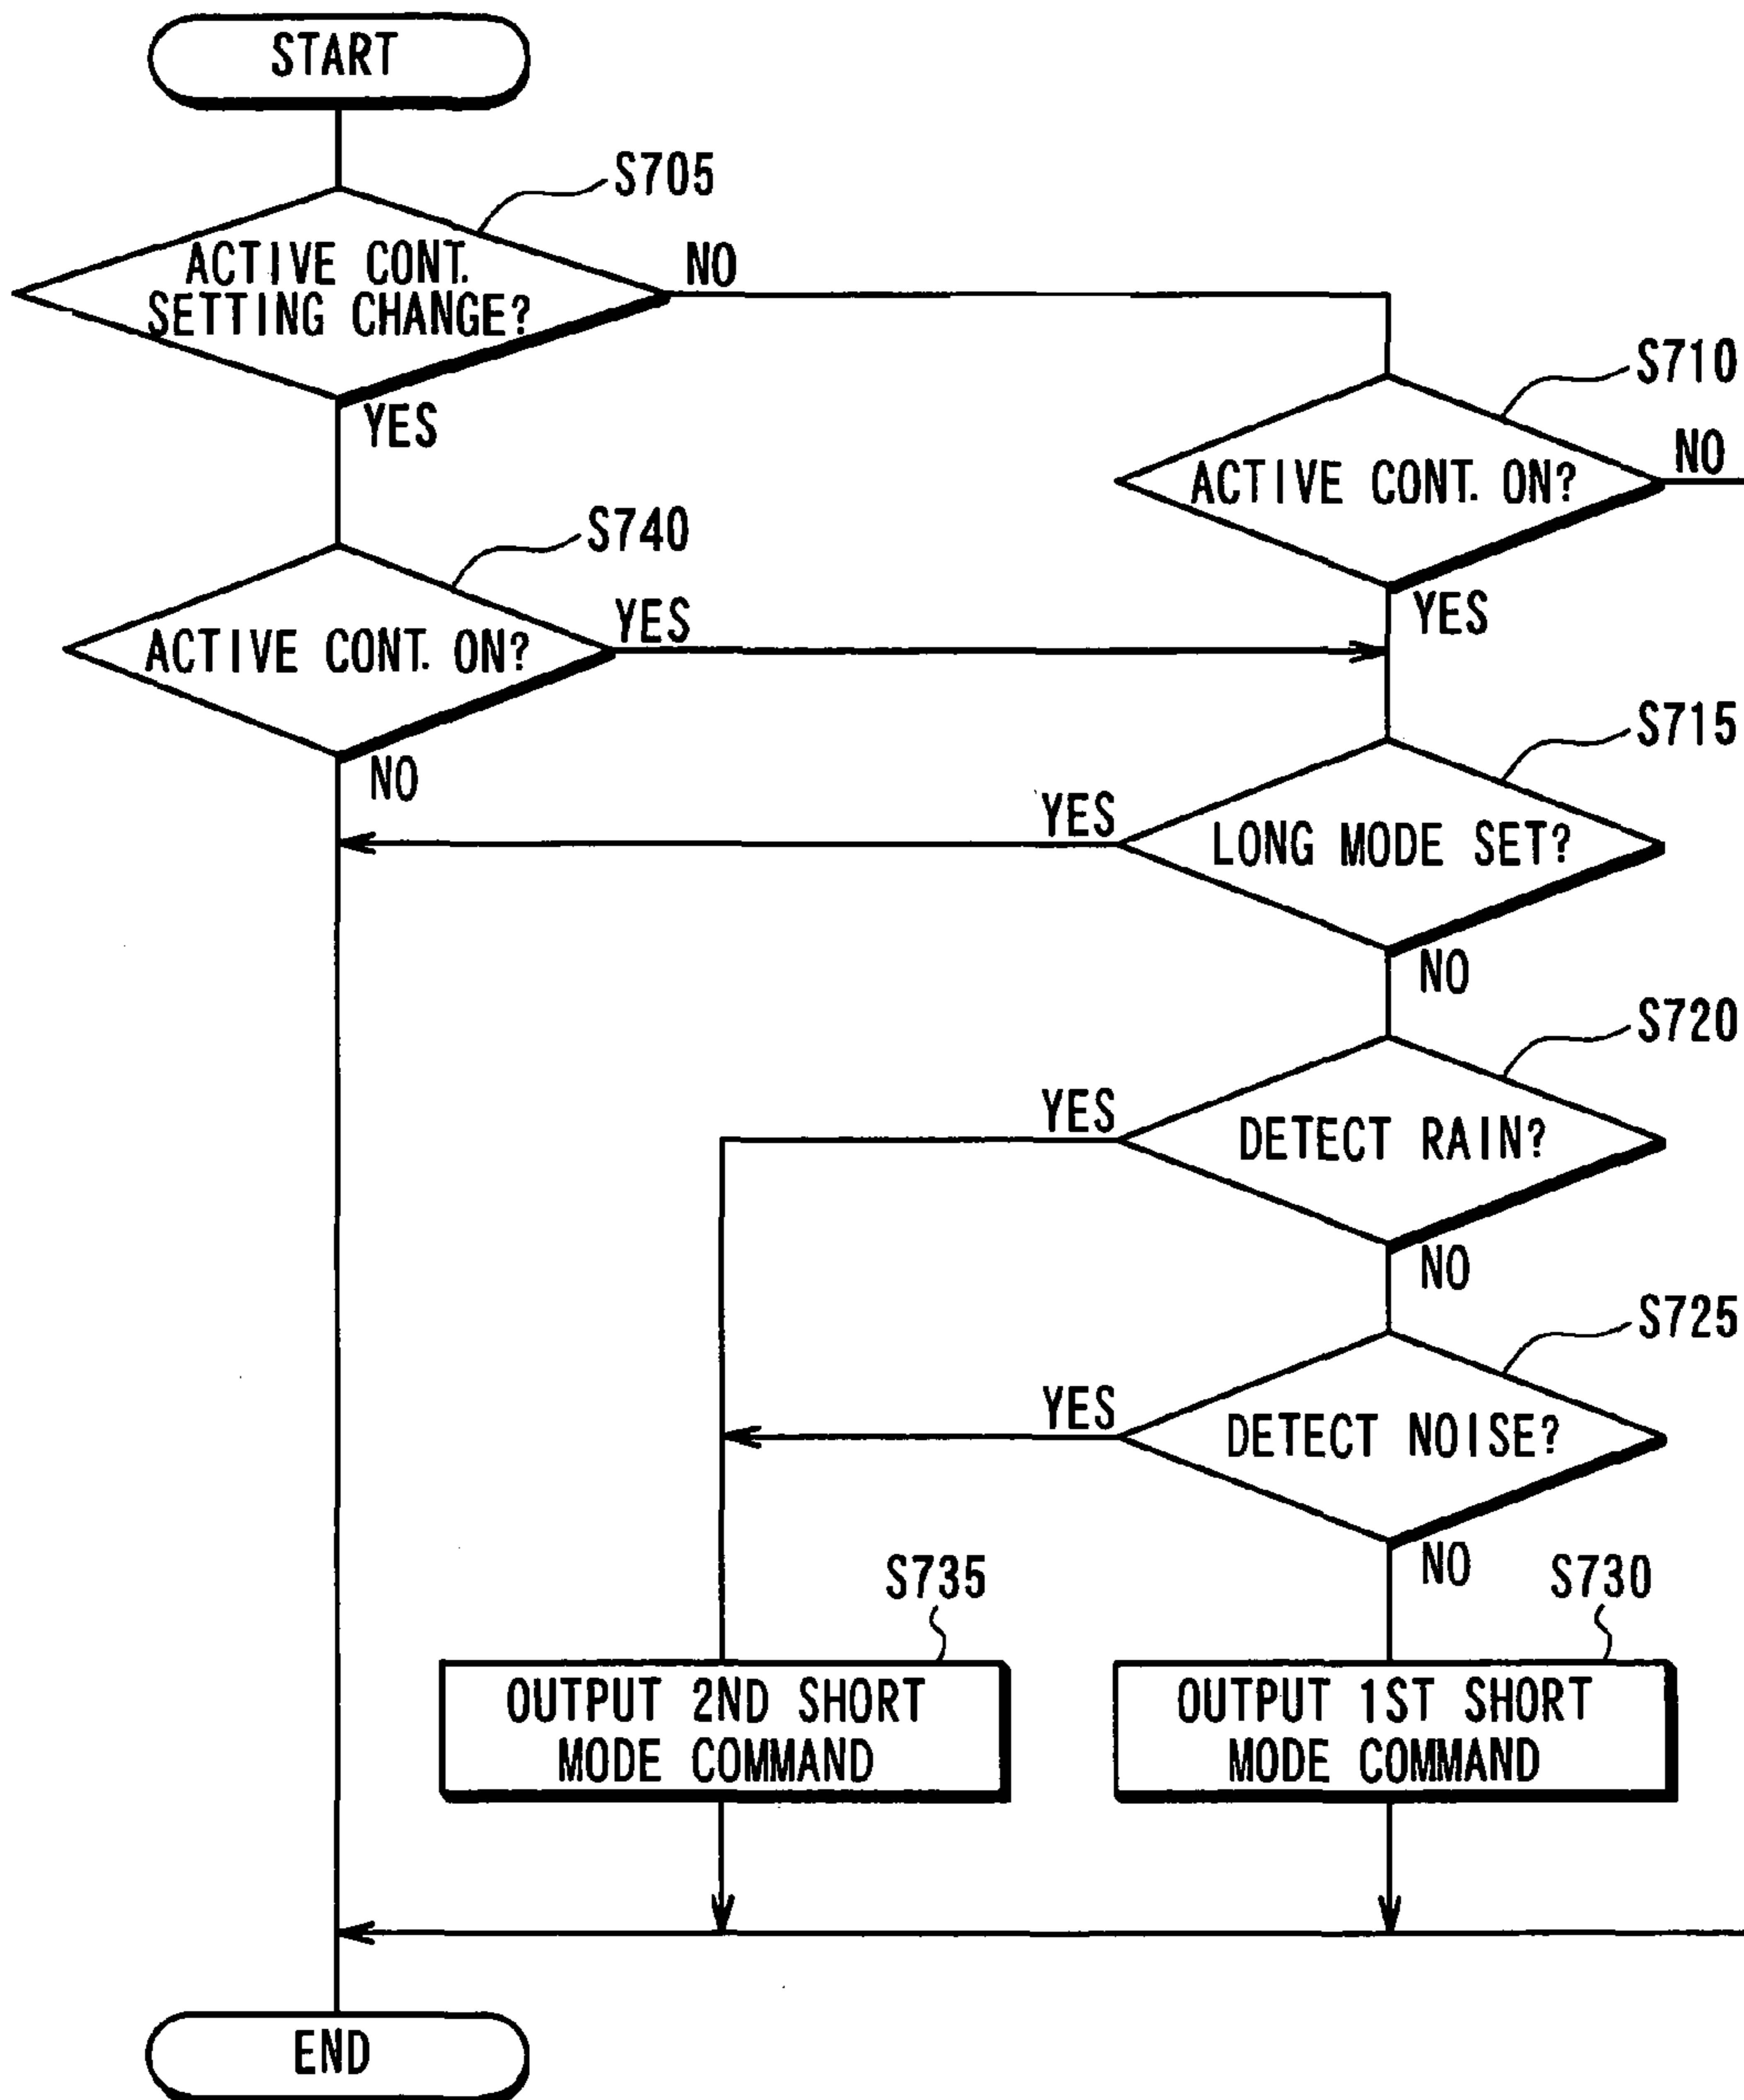 START
S705
ACTIVE CONT.
SETTING CHANGE?
NO
YES
S710
ACTIVE CONT. ON?
NO
YES
S740
ACTIVE CONT. ON?
YES
NO
S715
LONG MODE SET?
YES
NO
S720
DETECT RAIN?
YES
NO
S725
DETECT NOISE?
YES
NO
S735
OUTPUT 2ND SHORT
MODE COMMAND
S730
OUTPUT 1ST SHORT
MODE COMMAND
END